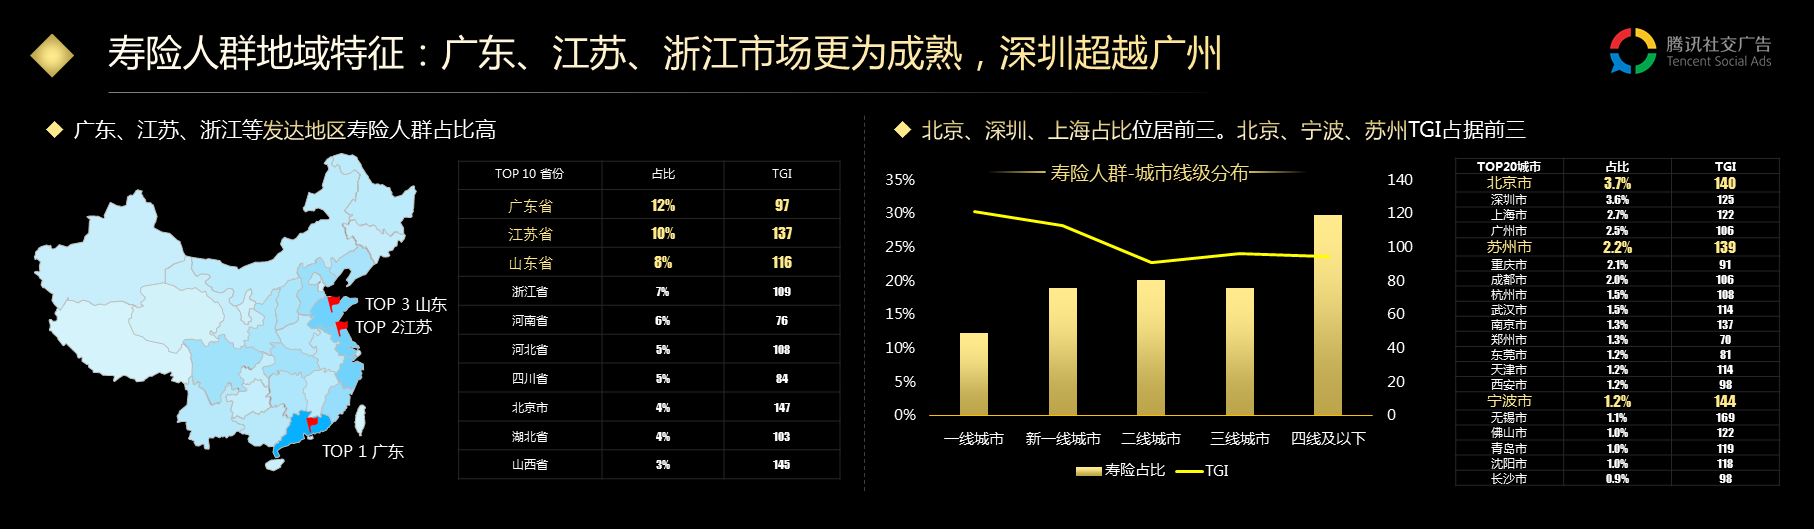 寿险人群地域特征：广东、江苏、浙江市场更为成熟，深圳超越广州
腾讯社交广告
Tencent Social Ads
广东、江苏、浙江等发达地区寿险人群占比高
TOP 3 山东
TOP 2江苏
TOP 1 广东
TOP 10 省份 占比 TGI
广东省 12% 97
江苏省 10% 137
山东省 8% 116
浙江省 7% 109
河南省 6% 76
河北省 5% 108
四川省 5% 84
北京市 4% 147
湖北省 4% 103
山西省 3% 145
北京、深圳、上海占比位居前三。北京、宁波、苏州TGI占据前三
寿险人群-城市线级分布
35% 140
30% 120
25% 100
20% 80
15% 60
10% 40
5% 20
0% 0
一线城市 新一线城市 二线城市 三线城市 四线及以下
寿险占比 TGI
TOP20城市 占比 TGI
北京市 3.7% 140
深圳市 3.6% 125
上海市 2.7% 122
广州市 2.5% 106
苏州市 2.2% 139
重庆市 2.1% 91
成都市 2.0% 106
杭州市 1.5% 108
武汉市 1.5% 114
南京市 1.3% 137
郑州市 1.3% 70
东莞市 1.2% 81
天津市 1.2% 114
西安市 1.2% 98
宁波市 1.2% 144
无锡市 1.1% 169
佛山市 1.0% 122
青岛市 1.0% 119
沈阳市 1.0% 118
长沙市 0.9% 98